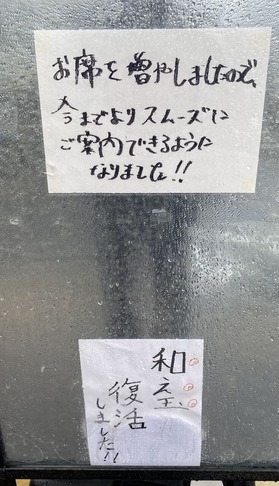 お席を増やしましたので、
今までよりスムーズに
ご案内できるように
なりました!!
和え玉
復活
しました!!